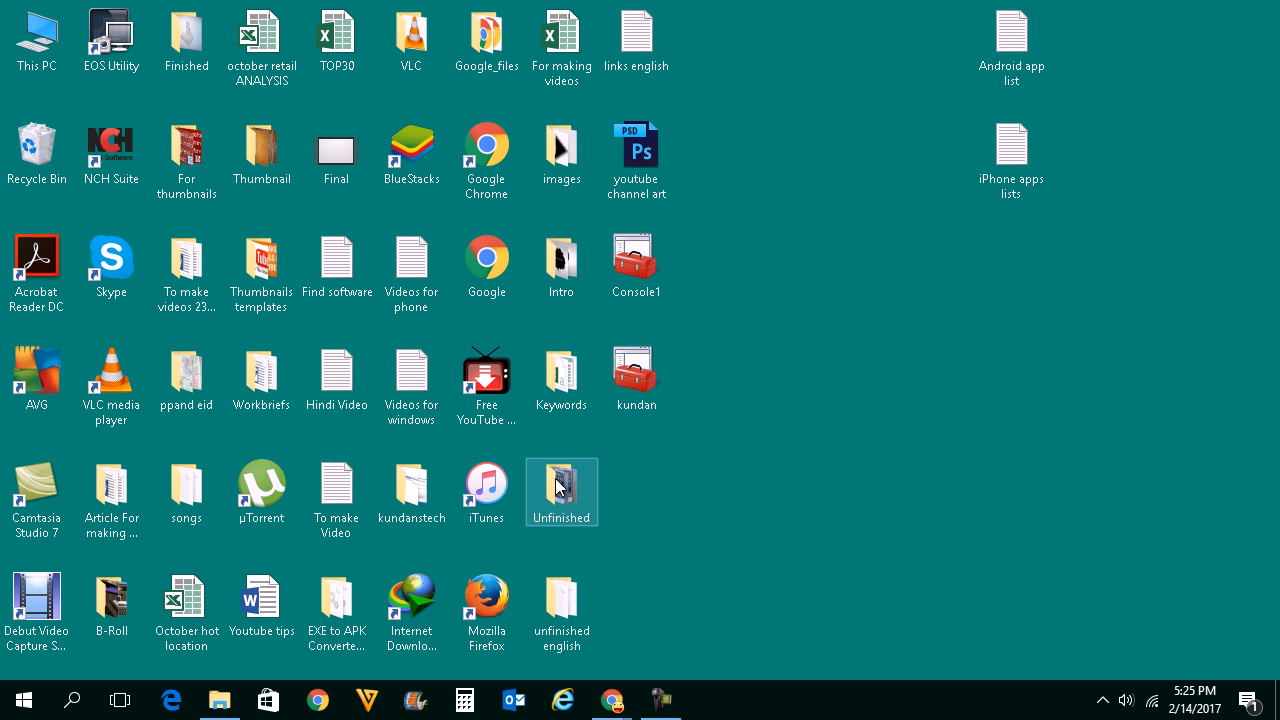 This PC
EOS Utility
Finished
october retail
ANALYSIS
TOP30
VLC
Google_files
For making
videos
links english
Android app
list
Recycle Bin
NCH
Software
NCH Suite
For
thumbnails
Thumbnail
Final
BlueStacks
Google
Chrome
images
PSD
Ps
youtube
channel art
iPhone apps
lists
Acrobat
Reader DC
Skype
To make
videos 23...
Thumbnails
templates
Find software
Videos for
phone
Google
Intro
Console1
AVG
VLC media
player
ppand eid
Workbriefs
Hindi Video
Videos for
windows
Free
YouTube ...
Keywords
kundan
Camtasia
Studio 7
Article For
making ...
songs
µTorrent
To make
Video
kundanstech
iTunes
Unfinished
Debut Video
Capture S...
B-Roll
October hot
location
Youtube tips
EXE to APK
Converte...
Internet
Downlo...
Mozilla
Firefox
unfinished
english
5:25 PM
2/14/2017
1